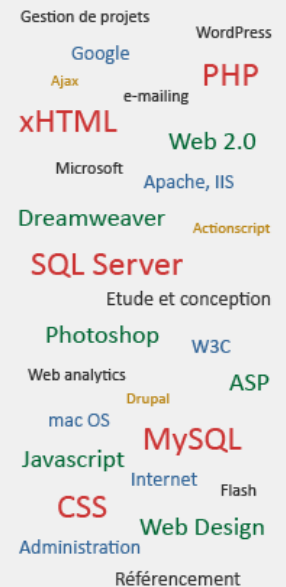 Gestion de projets
WordPress
Google
PHP
Ajax
e-mailing
xHTML
Web 2.0
Microsoft
Apache, IIS
Dreamweaver
Actionscript
SQL Server
Etude et conception
Photoshop
W3C
Web analytics
ASP
Drupal
mac OS
MySQL
Javascript
Internet
Flash
CSS
Web Design
Administration
Référencement